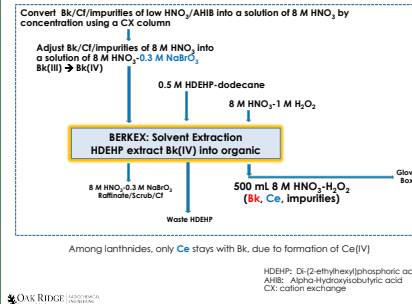 Convert Bk/Cf/impurities of low HNO₃/AHIB into a solution of 8 M HNO₃ by
concentration using a CX column
Adjust Bk/Cf/impurities of 8 M HNO₃ into
a solution of 8 M HNO₃-0.3 M NaBrO₃
Bk(III) → Bk(IV)
0.5 M HDEHP-dodecane
8 M HNO₃-1 M H₂O₂
BERKEX: Solvent Extraction
HDEHP extract Bk(IV) into organic
Glov
Box
8 M HNO₃-0.3 M NaBrO₃
Raffinate/Scrub/Cf
500 mL 8 M HNO₃-H₂O₂
(Bk, Ce, impurities)
Waste HDEHP
Among lanthnides, only Ce stays with Bk, due to formation of Ce(IV)
HDEHP: Di-(2-ethylhexyl)phosphoric ac
AHIB: Alpha-Hydroxyisobutyric acid
CX: cation exchange
OAK RIDGE
RADIOCHEMICAL
ENGINEERING